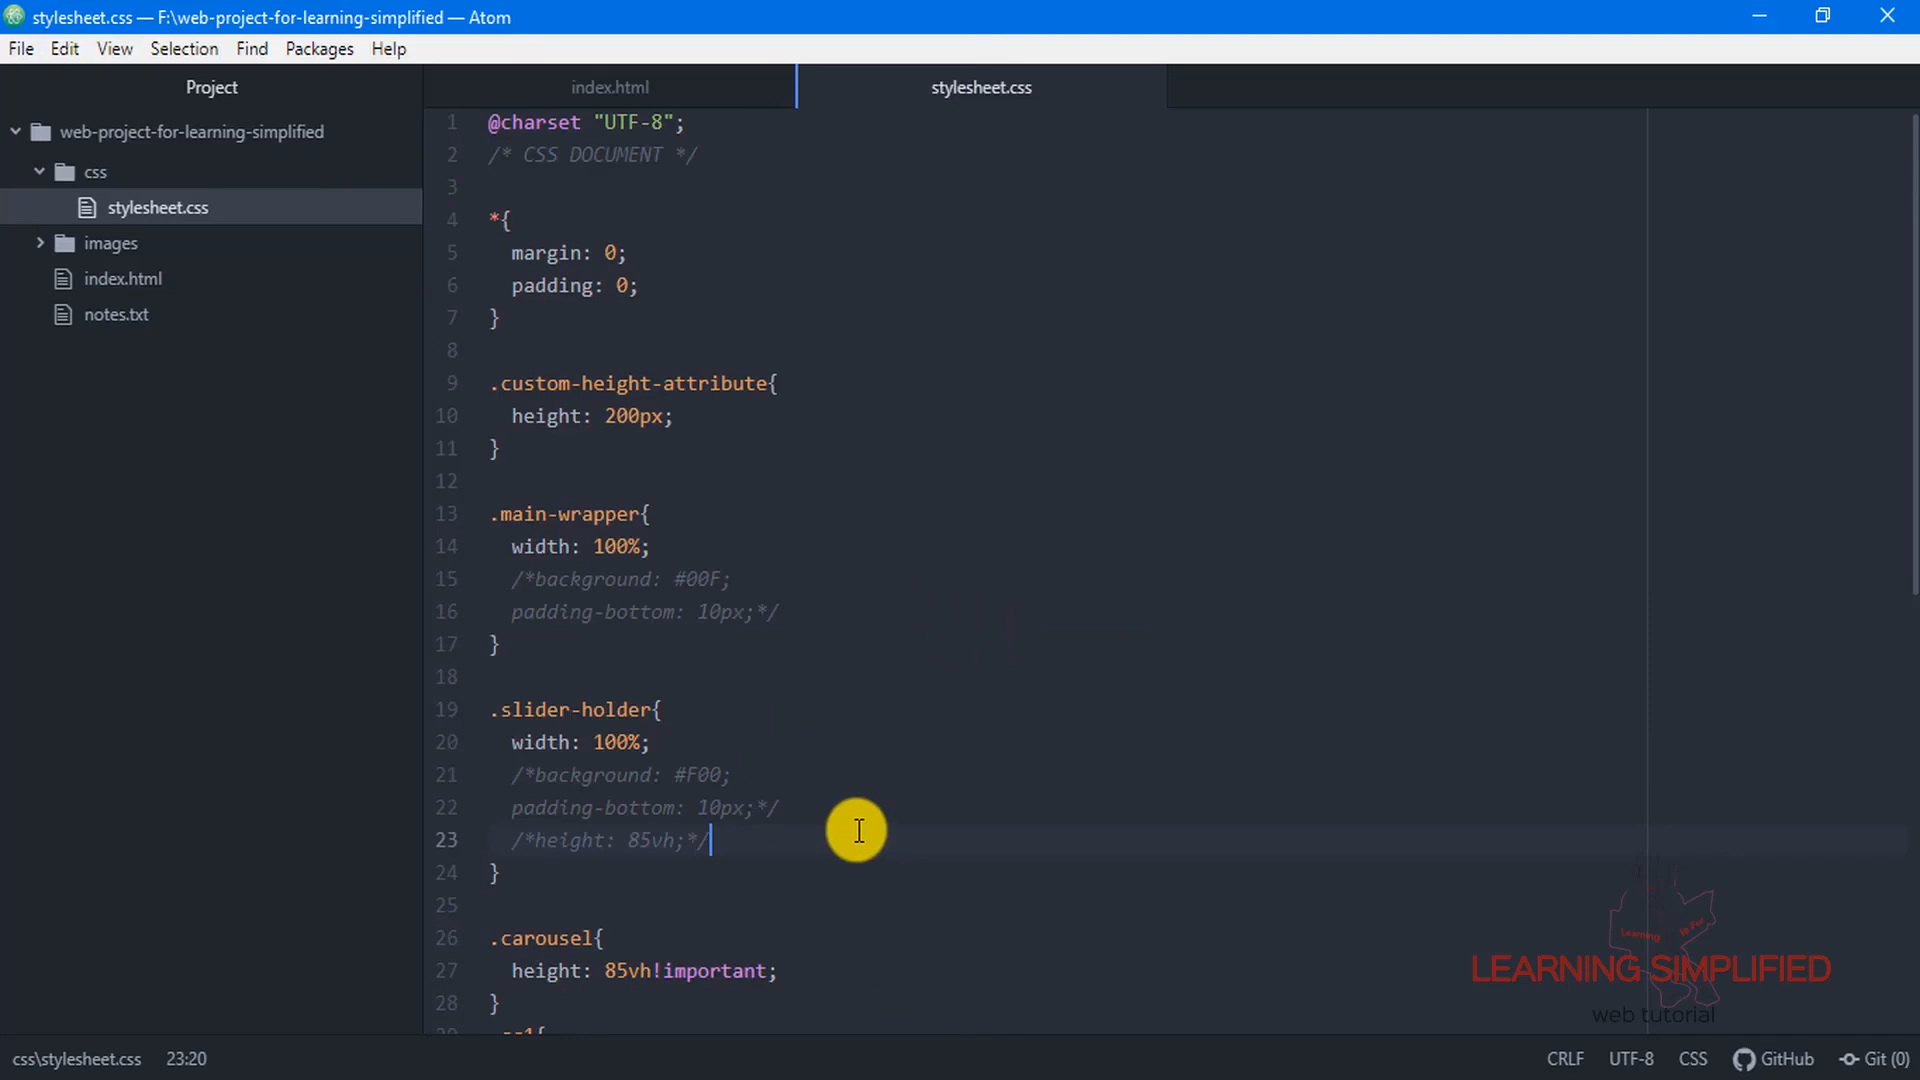 stylesheet.css — F:\web-project-for-learning-simplified — Atom
File Edit View Selection Find Packages Help
Project
web-project-for-learning-simplified
css
stylesheet.css
images
index.html
notes.txt
index.html
stylesheet.css
1 @charset "UTF-8";
2 /* CSS DOCUMENT */
3
4 *{
5 margin: 0;
6 padding: 0;
7 }
8
9 .custom-height-attribute{
10 height: 200px;
11 }
12
13 .main-wrapper{
14 width: 100%;
15 /*background: #00F;
16 padding-bottom: 10px;*/
17 }
18
19 .slider-holder{
20 width: 100%;
21 /*background: #F00;
22 padding-bottom: 10px;*/
23 /*height: 85vh;*/
24 }
25
26 .carousel{
27 height: 85vh!important;
28 }
Learning Is For
LEARNING SIMPLIFIED
web tutorial
css\stylesheet.css 23:20 CRLF UTF-8 CSS GitHub Git (0)